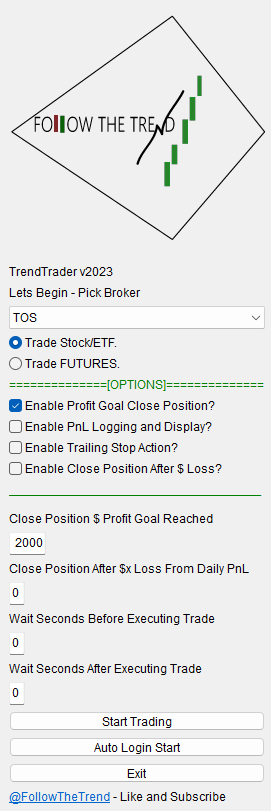 FOLLOW THE TREND
TrendTrader v2023
Lets Begin - Pick Broker
TOS
Trade Stock/ETF.
Trade FUTURES.
==============[OPTIONS]==============
Enable Profit Goal Close Position?
Enable PnL Logging and Display?
Enable Trailing Stop Action?
Enable Close Position After $ Loss?
Close Position $ Profit Goal Reached
2000
Close Position After $x Loss From Daily PnL
0
Wait Seconds Before Executing Trade
0
Wait Seconds After Executing Trade
0
Start Trading
Auto Login Start
Exit
@FollowTheTrend - Like and Subscribe